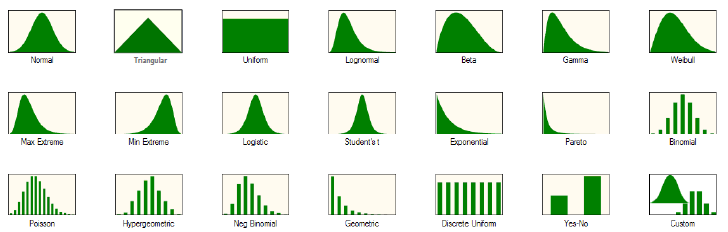 Normal
Triangular
Uniform
Lognormal
Beta
Gamma
Weibull
Max Extreme
Min Extreme
Logistic
Student's t
Exponential
Pareto
Binomial
Poisson
Hypergeometric
Neg Binomial
Geometric
Discrete Uniform
Yes-No
Custom